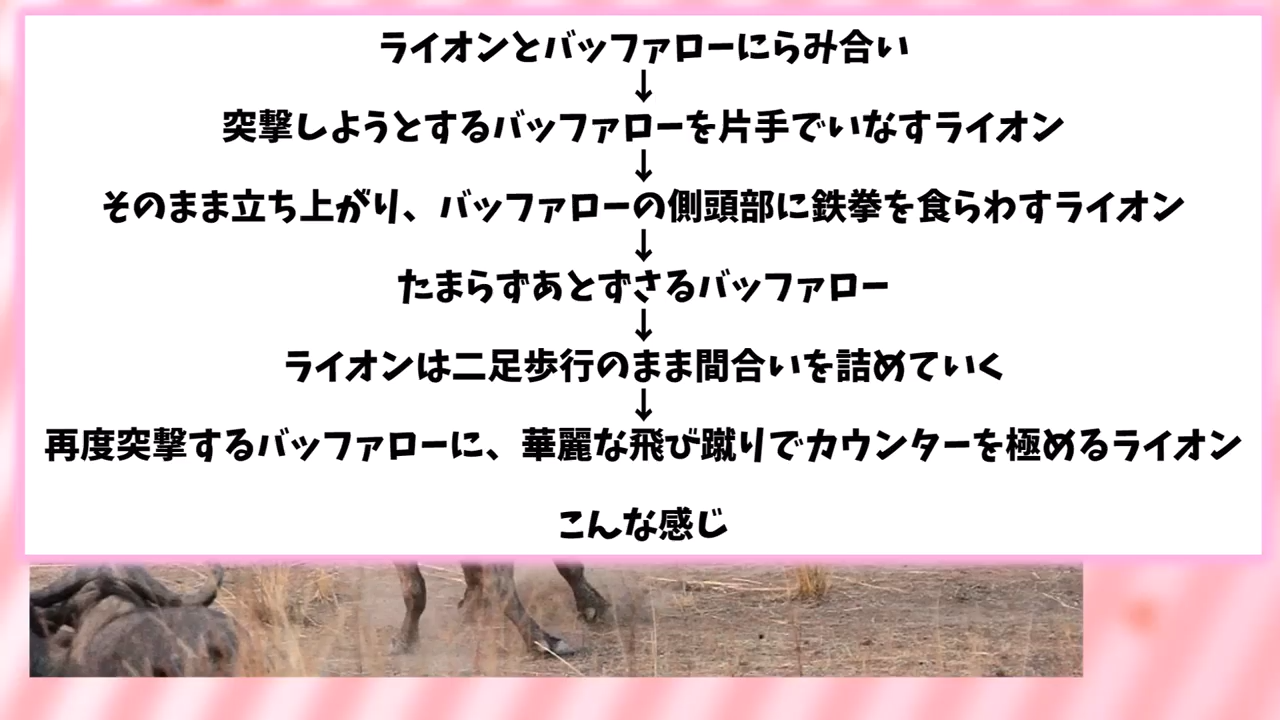 ライオンとバッファローにらみ合い
↓
突撃しようとするバッファローを片手でいなすライオン
↓
そのまま立ち上がり、バッファローの側頭部に鉄拳を食らわすライオン
↓
たまらずあとずさるバッファロー
↓
ライオンは二足歩行のまま間合いを詰めていく
↓
再度突撃するバッファローに、華麗な飛び蹴りでカウンターを極めるライオン
こんな感じ